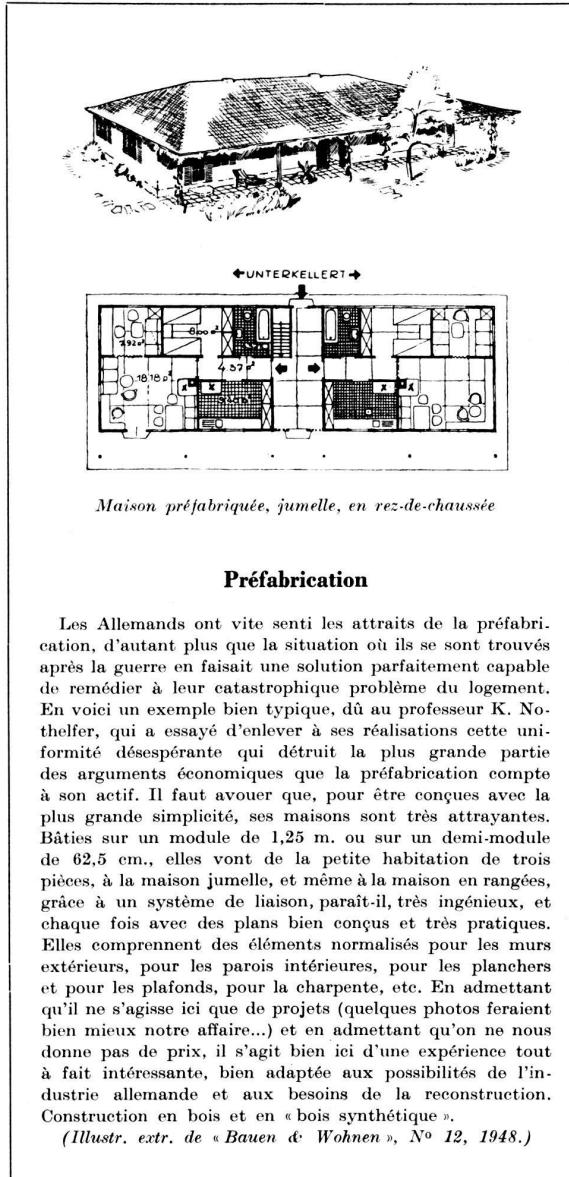 UNTERKELLERT
8.00 m²
7.92 m²
4.37 m²
18.18 m²
Maison préfabriquée, jumelle, en rez-de-chaussée
Préfabrication
Les Allemands ont vite senti les attraits de la préfabri-
cation, d'autant plus que la situation où ils se sont trouvés
après la guerre en faisait une solution parfaitement capable
de remédier à leur catastrophique problème du logement.
En voici un exemple bien typique, dû au professeur K. No-
thelfer, qui a essayé d'enlever à ses réalisations cette uni-
formité désespérante qui détruit la plus grande partie
des arguments économiques que la préfabrication compte
à son actif. Il faut avouer que, pour être conçues avec la
plus grande simplicité, ses maisons sont très attrayantes.
Bâties sur un module de 1,25 m. ou sur un demi-module
de 62,5 cm., elles vont de la petite habitation de trois
pièces, à la maison jumelle, et même à la maison en rangées,
grâce à un système de liaison, paraît-il, très ingénieux, et
chaque fois avec des plans bien conçus et très pratiques.
Elles comprennent des éléments normalisés pour les murs
extérieurs, pour les parois intérieures, pour les planchers
et pour les plafonds, pour la charpente, etc. En admettant
qu'il ne s'agisse ici que de projets (quelques photos feraient
bien mieux notre affaire...) et en admettant qu'on ne nous
donne pas de prix, il s'agit bien ici d'une expérience tout
à fait intéressante, bien adaptée aux possibilités de l'in-
dustrie allemande et aux besoins de la reconstruction.
Construction en bois et en « bois synthétique ».
(Illustr. extr. de « Bauen & Wohnen », Nº 12, 1948.)